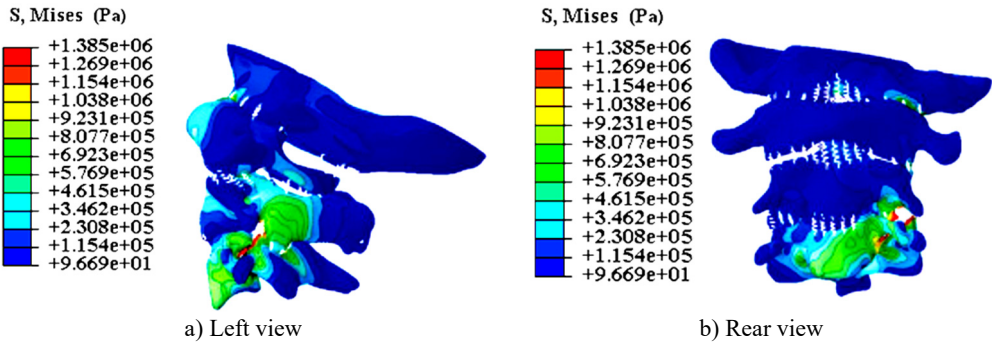 S, Mises (Pa)
+1.385e+06
+1.269e+06
+1.154e+06
+1.038e+06
+9.231e+05
+8.077e+05
+6.923e+05
+5.769e+05
+4.615e+05
+3.462e+05
+2.308e+05
+1.154e+05
+9.669e+01
a) Left view
S, Mises (Pa)
+1.385e+06
+1.269e+06
+1.154e+06
+1.038e+06
+9.231e+05
+8.077e+05
+6.923e+05
+5.769e+05
+4.615e+05
+3.462e+05
+2.308e+05
+1.154e+05
+9.669e+01
b) Rear view